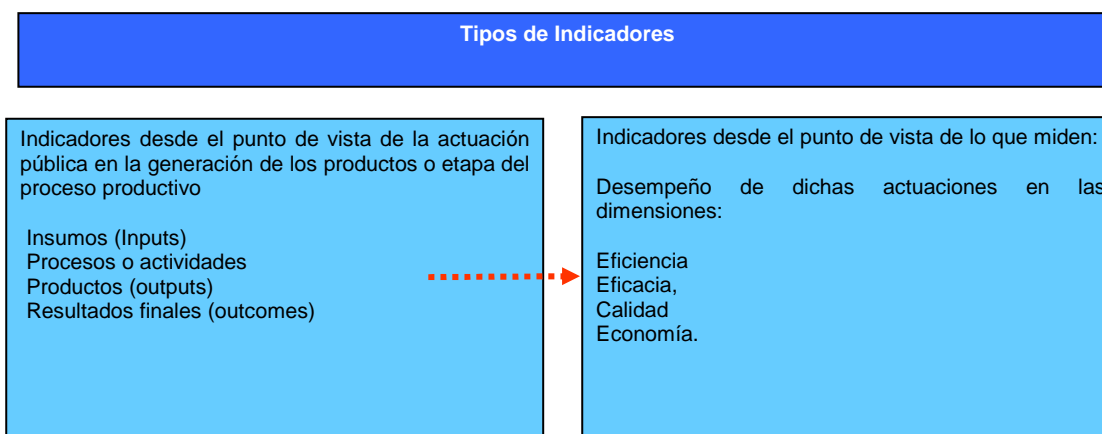 Tipos de Indicadores
Indicadores desde el punto de vista de la actuación
pública en la generación de los productos o etapa del
proceso productivo
Insumos (Inputs)
Procesos o actividades
Productos (outputs)
Resultados finales (outcomes)
Indicadores desde el punto de vista de lo que miden:
Desempeño de dichas actuaciones en las
dimensiones:
Eficiencia
Eficacia,
Calidad
Economía.